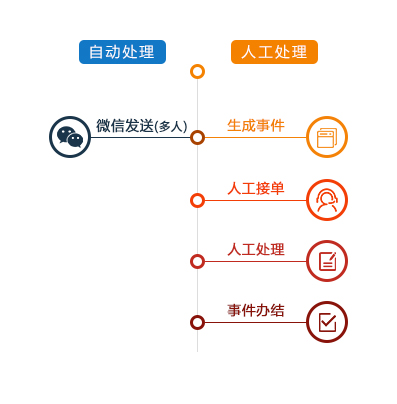 自动处理
人工处理
微信发送(多人)
生成事件
人工接单
人工处理
事件办结